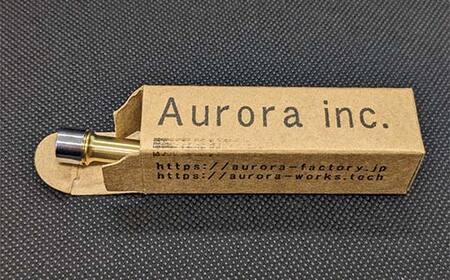 Aurora inc.
https://aurora-factory.jp
https://aurora-works.tech